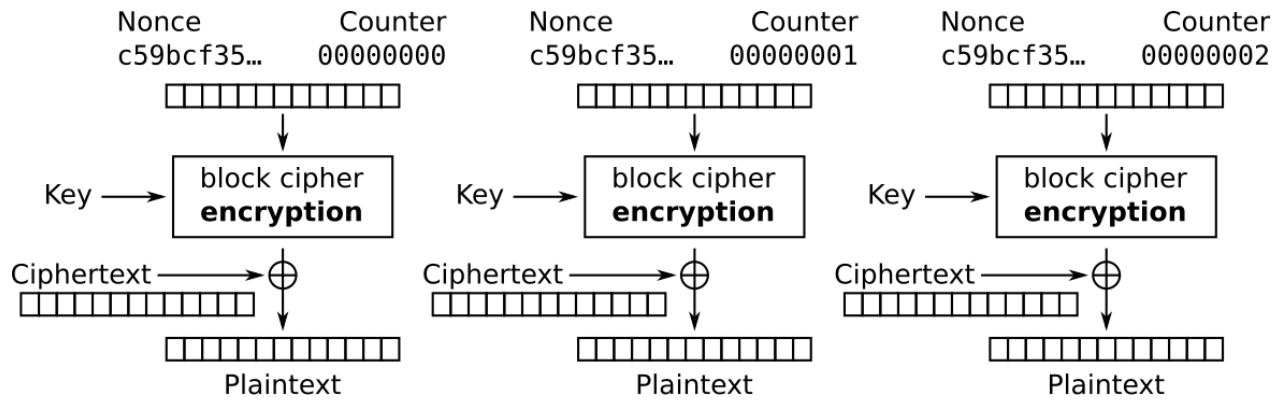 Nonce Counter Nonce Counter Nonce Counter
c59bcf35… 00000000 c59bcf35… 00000001 c59bcf35… 00000002
block cipher block cipher block cipher
Key encryption Key encryption Key encryption
Ciphertext Ciphertext Ciphertext
Plaintext Plaintext Plaintext